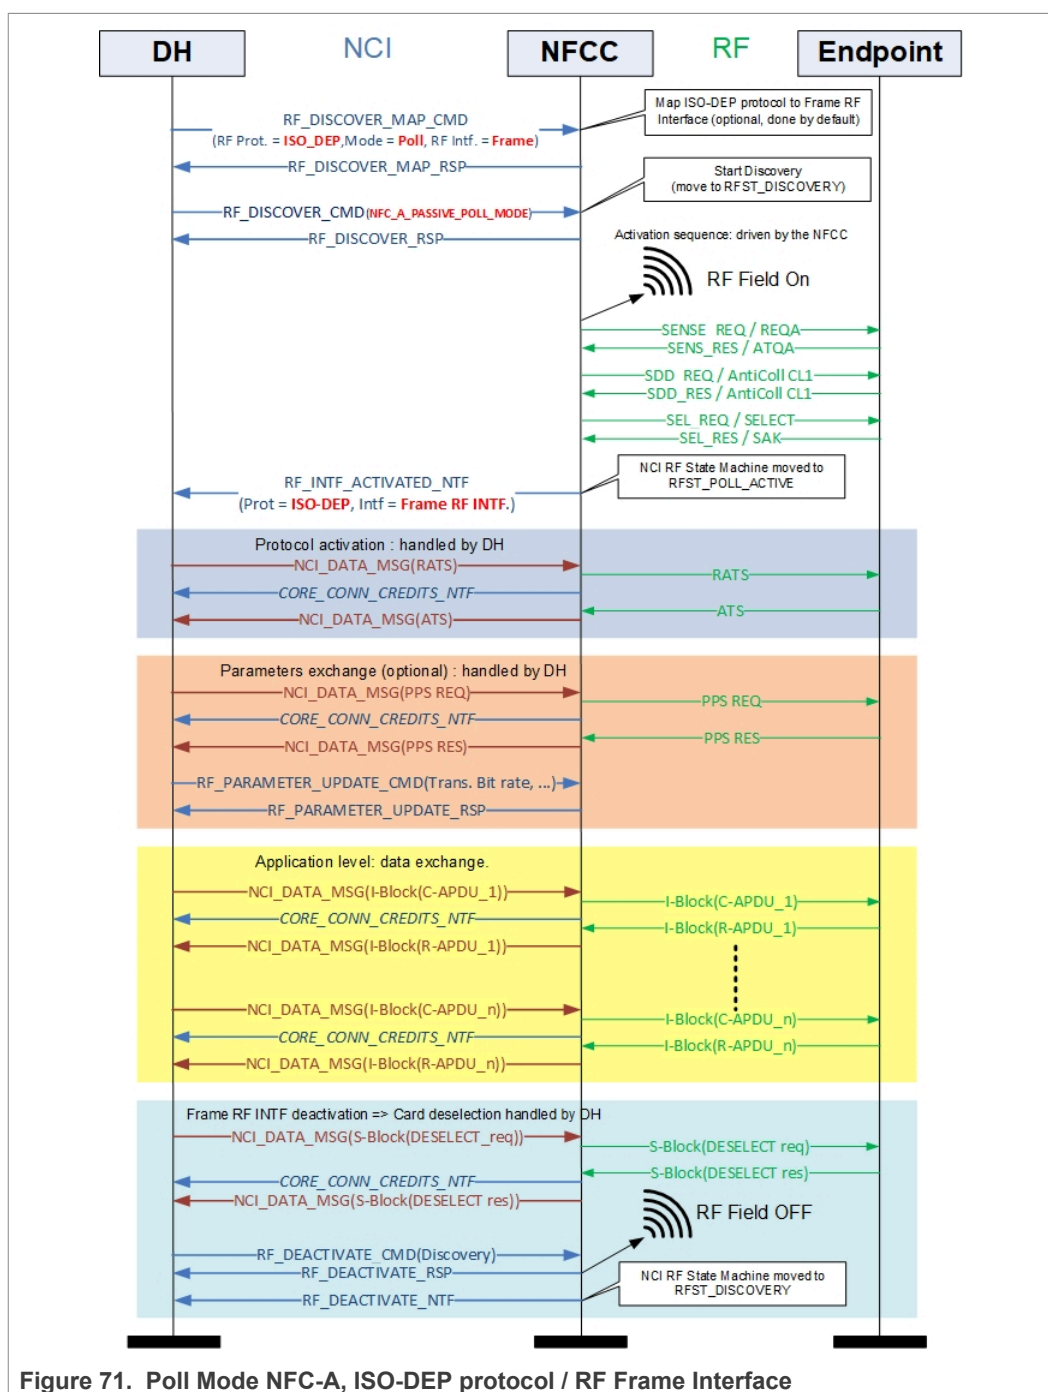 DH NCI NFCC RF Endpoint
RF_DISCOVER_MAP_CMD
(RF Prot. = ISO_DEP,Mode = Poll, RF Intf. = Frame)
Map ISO-DEP protocol to Frame RF
Interface (optional, done by default)
RF_DISCOVER_MAP_RSP
Start Discovery
(move to RFST_DISCOVERY)
RF_DISCOVER_CMD(NFC_A_PASSIVE_POLL_MODE)
RF_DISCOVER_RSP
Activation sequence: driven by the NFCC
RF Field On
SENSE_REQ / REQA
SENS_RES / ATQA
SDD_REQ / AntiColl CL1
SDD_RES / AntiColl CL1
SEL_REQ / SELECT
SEL_RES / SAK
NCI RF State Machine moved to
RFST_POLL_ACTIVE
RF_INTF_ACTIVATED_NTF
(Prot = ISO-DEP, Intf = Frame RF INTF.)
Protocol activation : handled by DH
NCI_DATA_MSG(RATS)
RATS
CORE_CONN_CREDITS_NTF
ATS
NCI_DATA_MSG(ATS)
Parameters exchange (optional) : handled by DH
NCI_DATA_MSG(PPS REQ)
PPS REQ
CORE_CONN_CREDITS_NTF
PPS RES
NCI_DATA_MSG(PPS RES)
RF_PARAMETER_UPDATE_CMD(Trans. Bit rate, ...)
RF_PARAMETER_UPDATE_RSP
Application level: data exchange.
NCI_DATA_MSG(I-Block(C-APDU_1))
I-Block(C-APDU_1)
CORE_CONN_CREDITS_NTF
I-Block(R-APDU_1)
NCI_DATA_MSG(I-Block(R-APDU_1))
NCI_DATA_MSG(I-Block(C-APDU_n))
I-Block(C-APDU_n)
CORE_CONN_CREDITS_NTF
I-Block(R-APDU_n)
NCI_DATA_MSG(I-Block(R-APDU_n))
Frame RF INTF deactivation => Card deselection handled by DH
NCI_DATA_MSG(S-Block(DESELECT_req))
S-Block(DESELECT req)
S-Block(DESELECT res)
CORE_CONN_CREDITS_NTF
NCI_DATA_MSG(S-Block(DESELECT res))
RF Field OFF
RF_DEACTIVATE_CMD(Discovery)
RF_DEACTIVATE_RSP
NCI RF State Machine moved to
RFST_DISCOVERY
RF_DEACTIVATE_NTF
Figure 71. Poll Mode NFC-A, ISO-DEP protocol / RF Frame Interface